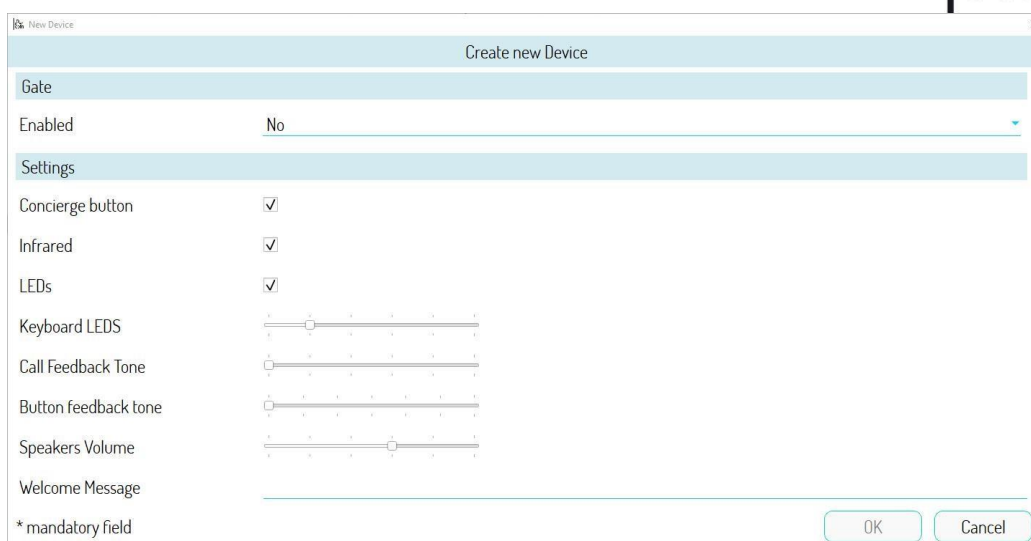 New Device
Create new Device
Gate
Enabled No
Settings
Concierge button
Infrared
LEDs
Keyboard LEDS
Call Feedback Tone
Button feedback tone
Speakers Volume
Welcome Message
* mandatory field OK Cancel